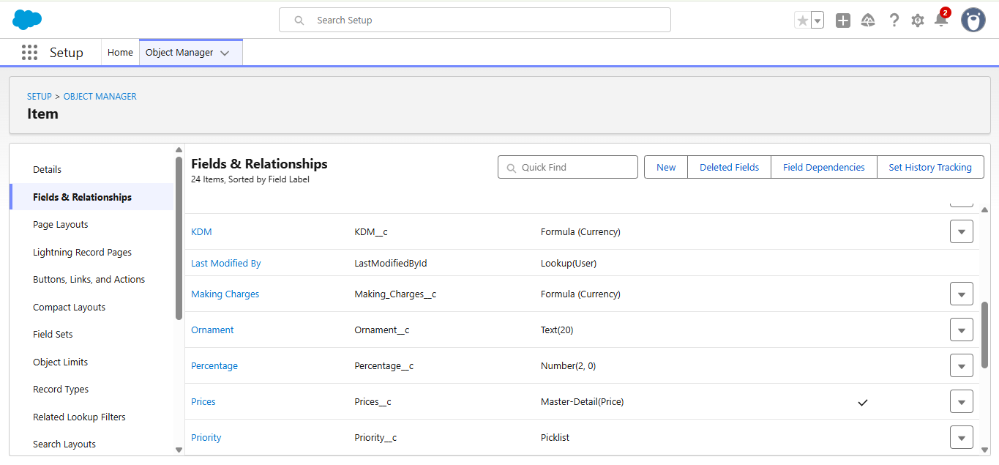 Search Setup
2
Setup
Home
Object Manager
SETUP > OBJECT MANAGER
Item
Details
Fields & Relationships
Page Layouts
Lightning Record Pages
Buttons, Links, and Actions
Compact Layouts
Field Sets
Object Limits
Record Types
Related Lookup Filters
Search Layouts
Fields & Relationships
24 Items, Sorted by Field Label
Quick Find
New
Deleted Fields
Field Dependencies
Set History Tracking
KDM KDM__c Formula (Currency)
Last Modified By LastModifiedById Lookup(User)
Making Charges Making_Charges__c Formula (Currency)
Ornament Ornament__c Text(20)
Percentage Percentage__c Number(2, 0)
Prices Prices__c Master-Detail(Price)
Priority Priority__c Picklist